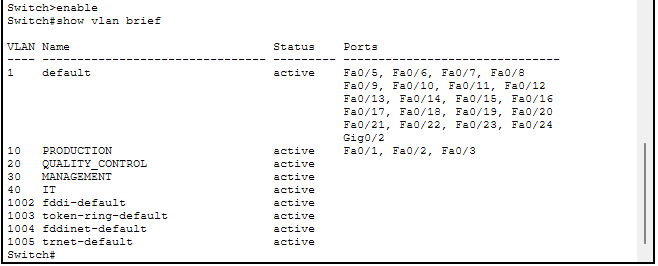 Switch>enable
Switch#show vlan brief
VLAN Name Status Ports
---- -------------------------------- --------- -------------------------------
1 default active Fa0/5, Fa0/6, Fa0/7, Fa0/8
Fa0/9, Fa0/10, Fa0/11, Fa0/12
Fa0/13, Fa0/14, Fa0/15, Fa0/16
Fa0/17, Fa0/18, Fa0/19, Fa0/20
Fa0/21, Fa0/22, Fa0/23, Fa0/24
Gig0/2
10 PRODUCTION active Fa0/1, Fa0/2, Fa0/3
20 QUALITY_CONTROL active
30 MANAGEMENT active
40 IT active
1002 fddi-default active
1003 token-ring-default active
1004 fddinet-default active
1005 trnet-default active
Switch#